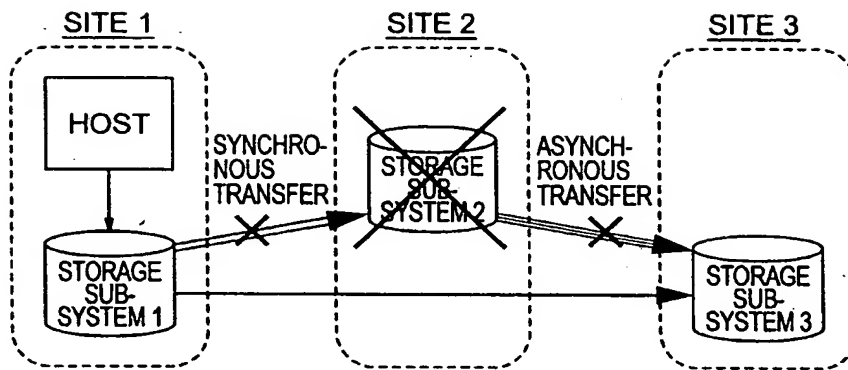 SITE 1
SITE 2
SITE 3
HOST
SYNCHRO-
NOUS
TRANSFER
STORAGE
SUB-
SYSTEM 2
ASYNCH-
RONOUS
TRANSFER
STORAGE
SUB-
SYSTEM 1
STORAGE
SUB-
SYSTEM 3